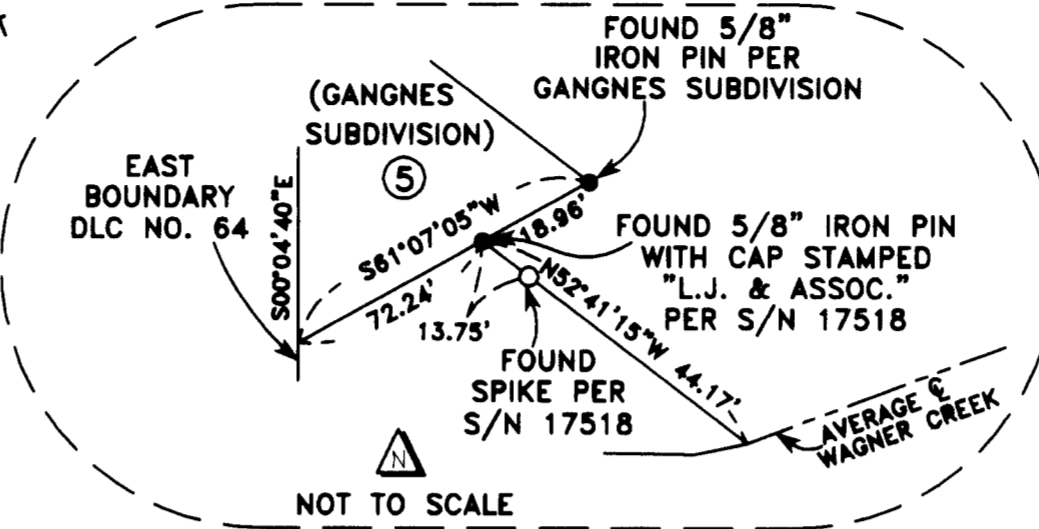 FOUND 5/8"
IRON PIN PER
GANGNES SUBDIVISION
(GANGNES
SUBDIVISION)
5
EAST
BOUNDARY
DLC NO. 64
S00°04'40"E
S61°07'05"W
18.96'
72.24'
13.75'
FOUND 5/8" IRON PIN
WITH CAP STAMPED
"L.J. & ASSOC."
PER S/N 17518
N52°41'15"W 44.17'
FOUND
SPIKE PER
S/N 17518
AVERAGE ℄
WAGNER CREEK
N
NOT TO SCALE